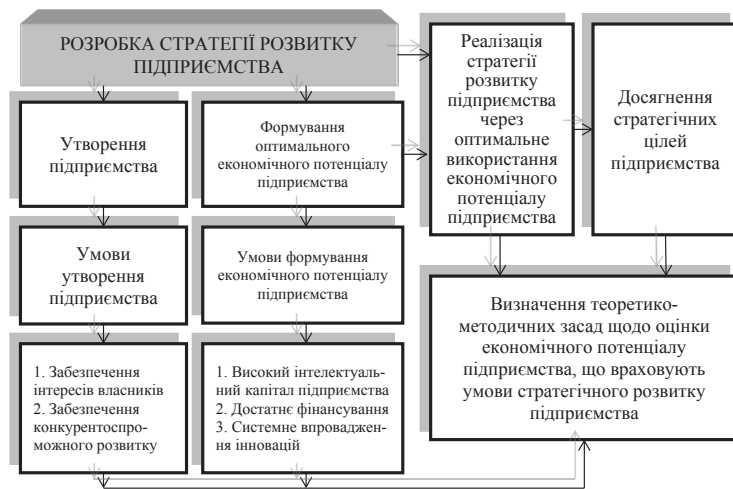 РОЗРОБКА СТРАТЕГІЇ РОЗВИТКУ
ПІДПРИЄМСТВА
Утворення
підприємства
Умови
утворення
підприємства
1. Забезпечення
інтересів власників
2. Забезпечення
конкурентоспро-
можного розвитку
Формування
оптимального
економічного потенціалу
підприємства
Умови формування
економічного потенціалу
підприємства
1. Високий інтелектуаль-
ний капітал підприємства
2. Достатнє фінансування
3. Системне впроваджен-
ня інновацій
Реалізація
стратегії
розвитку
підприємства
через
оптимальне
використання
економічного
потенціалу
підприємства
Досягнення
стратегічних
цілей
підприємства
Визначення теоретико-
методичних засад щодо оцінки
економічного потенціалу
підприємства, що враховують
умови стратегічного розвитку
підприємства